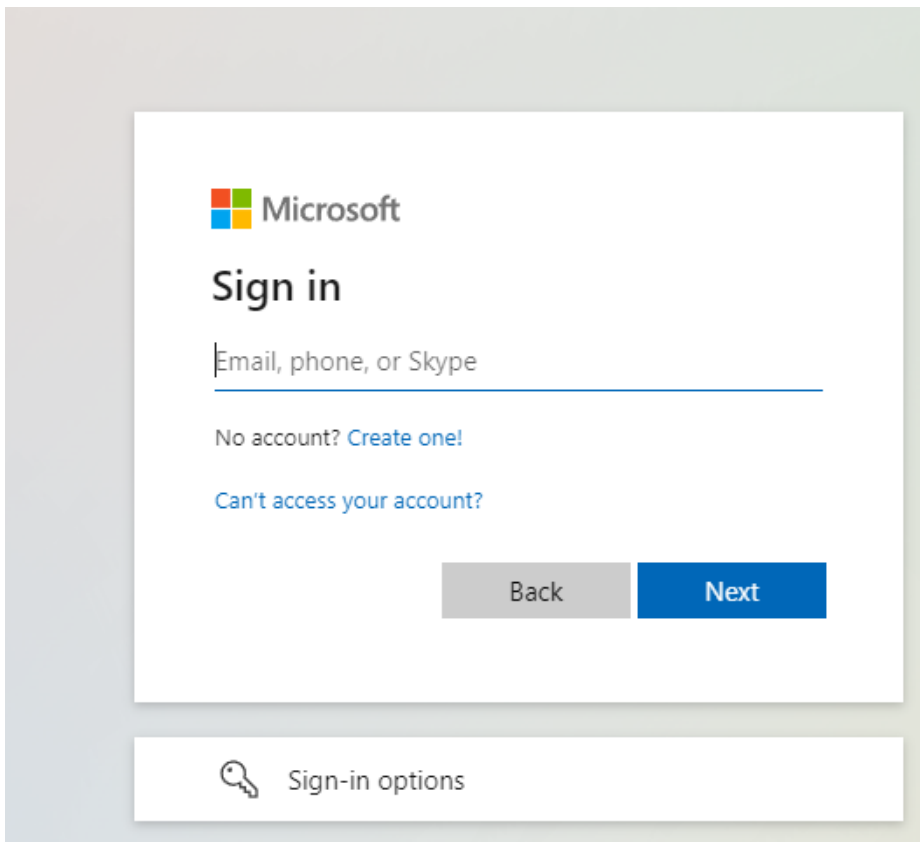 Microsoft
Sign in
Email, phone, or Skype
No account? Create one!
Can't access your account?
Back Next
Sign-in options